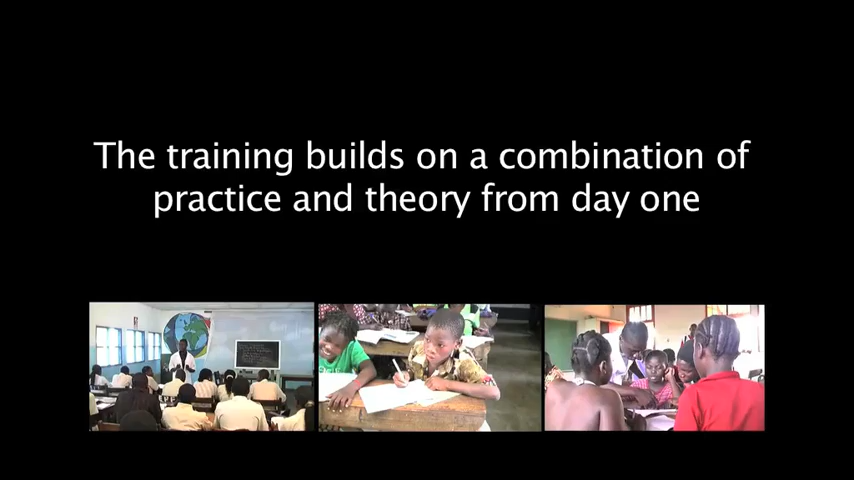 The training builds on a combination of
practice and theory from day one